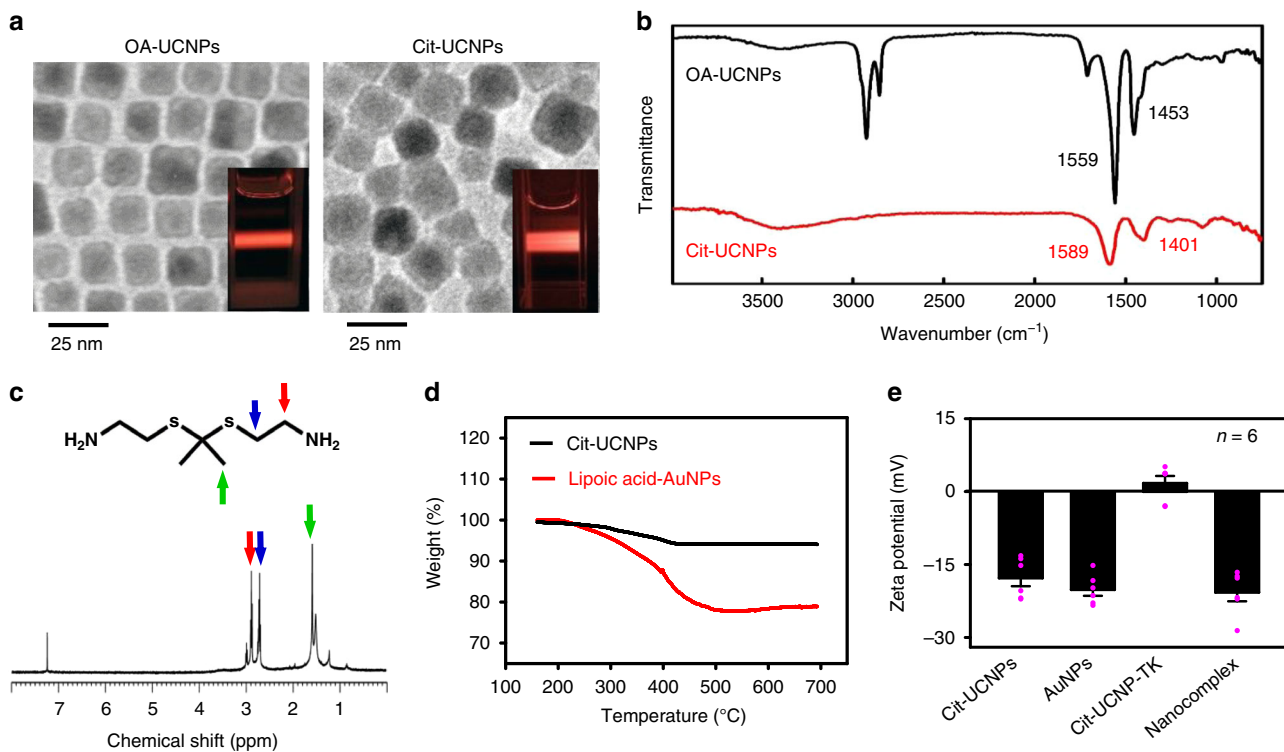 a
OA-UCNPs
Cit-UCNPs
25 nm
25 nm
b
OA-UCNPs
1453
1559
Cit-UCNPs
1589
1401
Transmittance
3500 3000 2500 2000 1500 1000
Wavenumber (cm⁻¹)
c
S S
H₂N NH₂
7 6 5 4 3 2 1
Chemical shift (ppm)
d
Cit-UCNPs
Lipoic acid-AuNPs
Weight (%)
120
110
100
90
80
70
100 200 300 400 500 600 700
Temperature (°C)
e
n = 6
Zeta potential (mV)
15
0
−15
−30
Cit-UCNPs
AuNPs
Cit-UCNP-TK
Nanocomplex